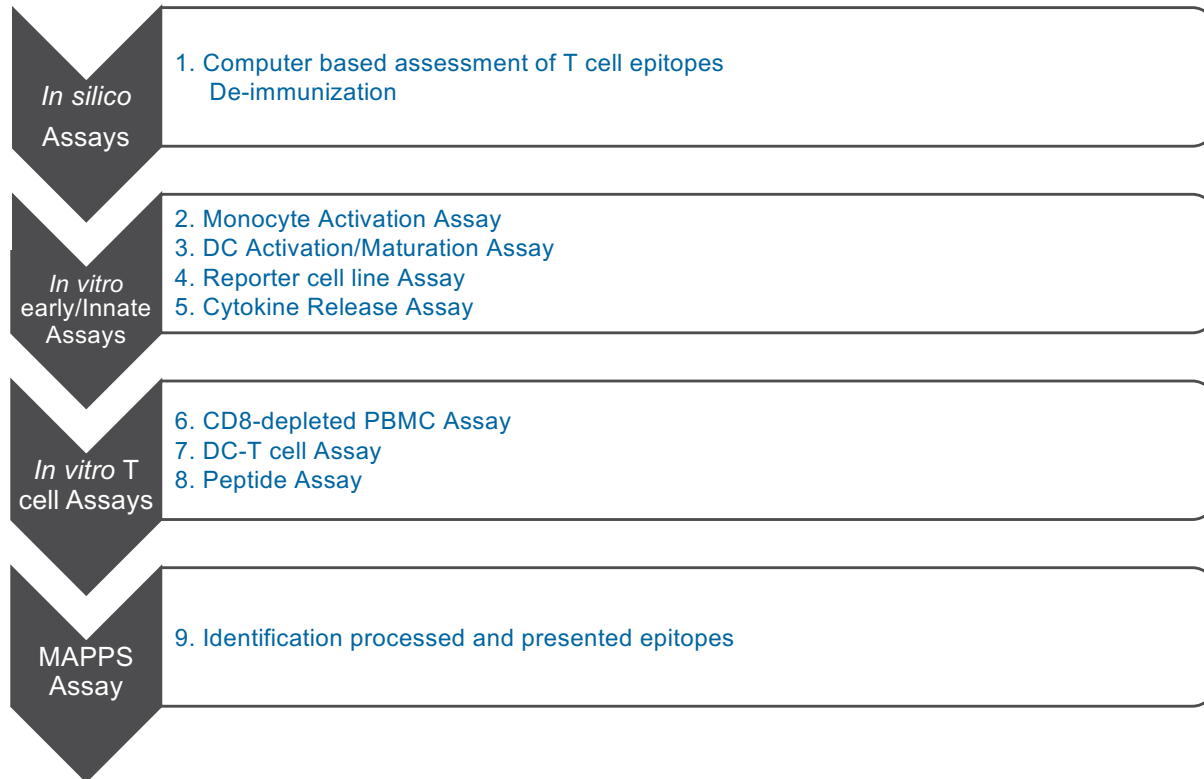 In silico
Assays
1. Computer based assessment of T cell epitopes
De-immunization
In vitro
early/Innate
Assays
2. Monocyte Activation Assay
3. DC Activation/Maturation Assay
4. Reporter cell line Assay
5. Cytokine Release Assay
In vitro T
cell Assays
6. CD8-depleted PBMC Assay
7. DC-T cell Assay
8. Peptide Assay
MAPPS
Assay
9. Identification processed and presented epitopes